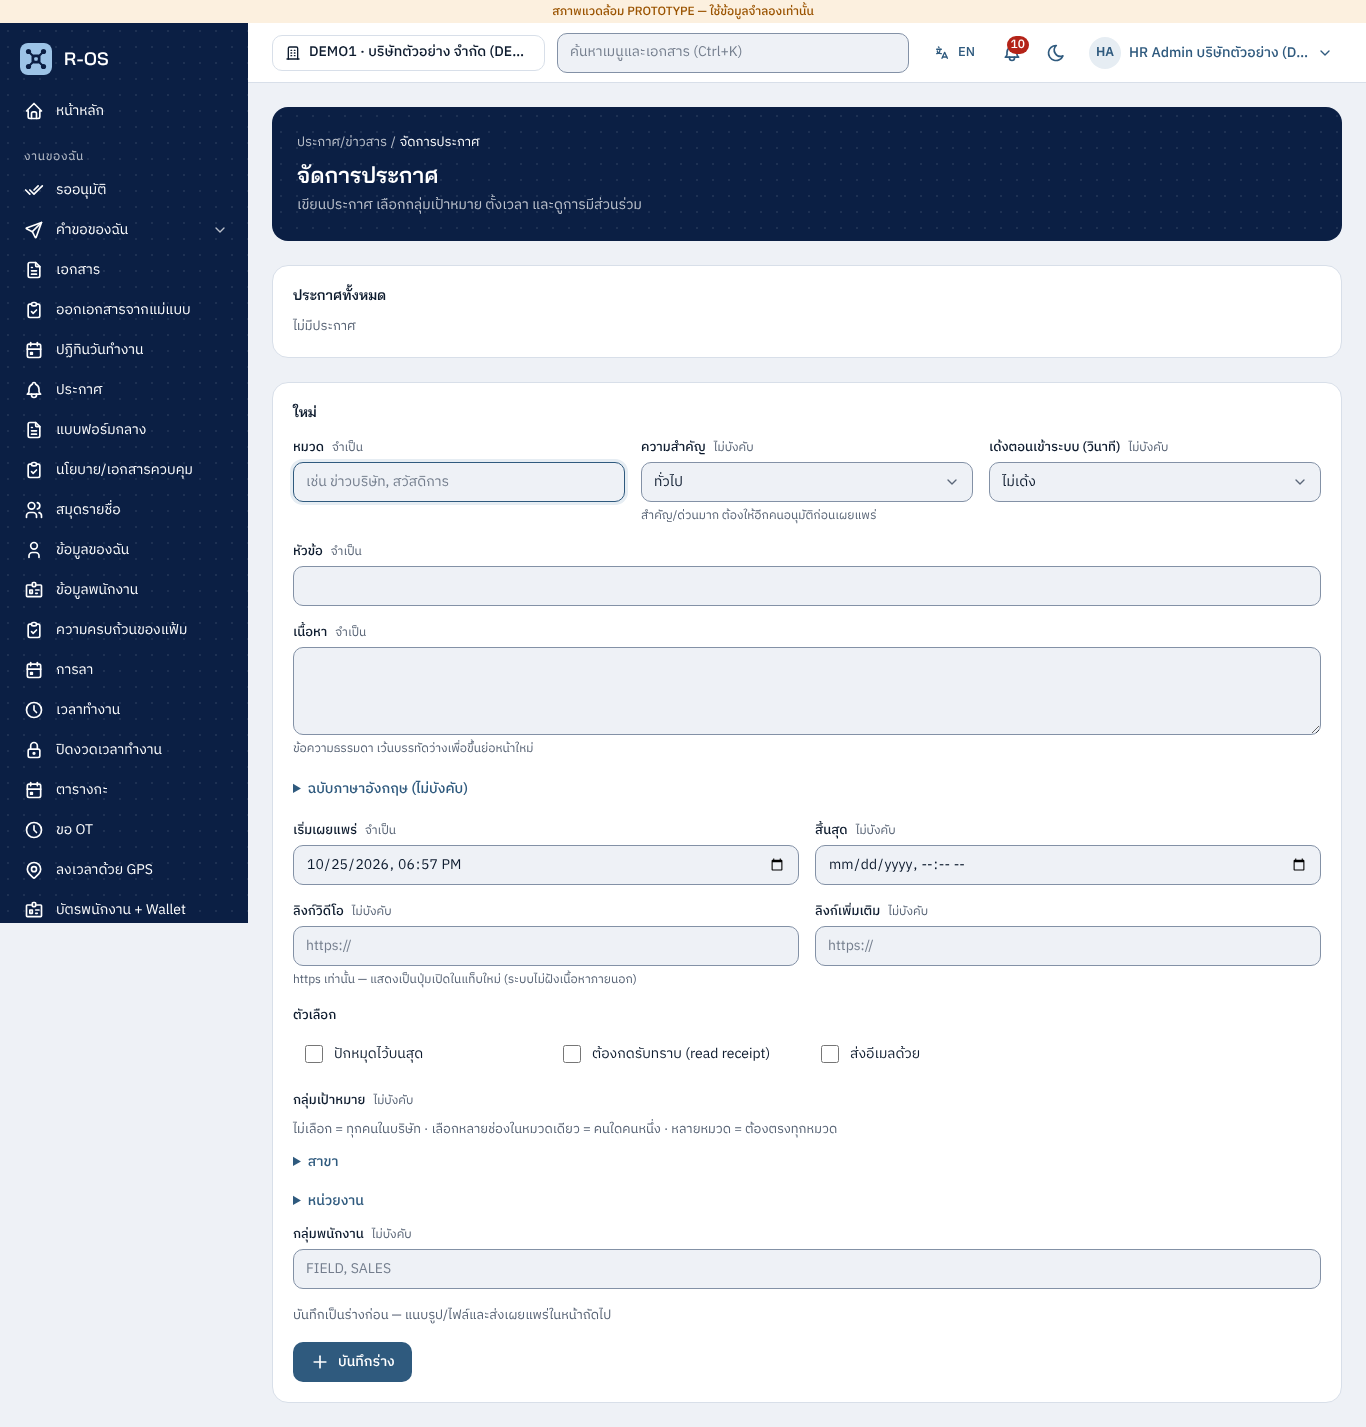 สภาพแวดล้อม PROTOTYPE — ใช้ข้อมูลจำลองเท่านั้น
R-OS
หน้าหลัก
งานของฉัน
รออนุมัติ
คำขอของฉัน
เอกสาร
ออกเอกสารจากแม่แบบ
ปฏิทินวันทำงาน
ประกาศ
แบบฟอร์มกลาง
นโยบาย/เอกสารควบคุม
สมุดรายชื่อ
ข้อมูลของฉัน
ข้อมูลพนักงาน
ความครบถ้วนของแฟ้ม
การลา
เวลาทำงาน
ปิดงวดเวลาทำงาน
ตารางกะ
ขอ OT
ลงเวลาด้วย GPS
บัตรพนักงาน + Wallet
DEMO1 · บริษัทตัวอย่าง จำกัด (DE...
ค้นหาเมนูและเอกสาร (Ctrl+K)
EN
10
HA
HR Admin บริษัทตัวอย่าง (D...
ประกาศ/ข่าวสาร / จัดการประกาศ
จัดการประกาศ
เขียนประกาศ เลือกกลุ่มเป้าหมาย ตั้งเวลา และดูการมีส่วนร่วม
ประกาศทั้งหมด
ไม่มีประกาศ
ใหม่
หมวด จำเป็น
ความสำคัญ ไม่บังคับ
เด้งตอนเข้าระบบ (วินาที) ไม่บังคับ
เช่น ข่าวบริษัท, สวัสดิการ
ทั่วไป
ไม่เด้ง
สำคัญ/ด่วนมาก ต้องให้อีกคนอนุมัติก่อนเผยแพร่
หัวข้อ จำเป็น
เนื้อหา จำเป็น
ข้อความธรรมดา เว้นบรรทัดว่างเพื่อขึ้นย่อหน้าใหม่
ฉบับภาษาอังกฤษ (ไม่บังคับ)
เริ่มเผยแพร่ จำเป็น
สิ้นสุด ไม่บังคับ
10/25/2026, 06:57 PM
mm/dd/yyyy, --:-- --
ลิงก์วิดีโอ ไม่บังคับ
ลิงก์เพิ่มเติม ไม่บังคับ
https://
https://
https เท่านั้น — แสดงเป็นปุ่มเปิดในแท็บใหม่ (ระบบไม่ฝังเนื้อหาภายนอก)
ตัวเลือก
ปักหมุดไว้บนสุด
ต้องกดรับทราบ (read receipt)
ส่งอีเมลด้วย
กลุ่มเป้าหมาย ไม่บังคับ
ไม่เลือก = ทุกคนในบริษัท · เลือกหลายช่องในหมวดเดียว = คนใดคนหนึ่ง · หลายหมวด = ต้องตรงทุกหมวด
สาขา
หน่วยงาน
กลุ่มพนักงาน ไม่บังคับ
FIELD, SALES
บันทึกเป็นร่างก่อน — แนบรูป/ไฟล์และส่งเผยแพร่ในหน้าถัดไป
บันทึกร่าง